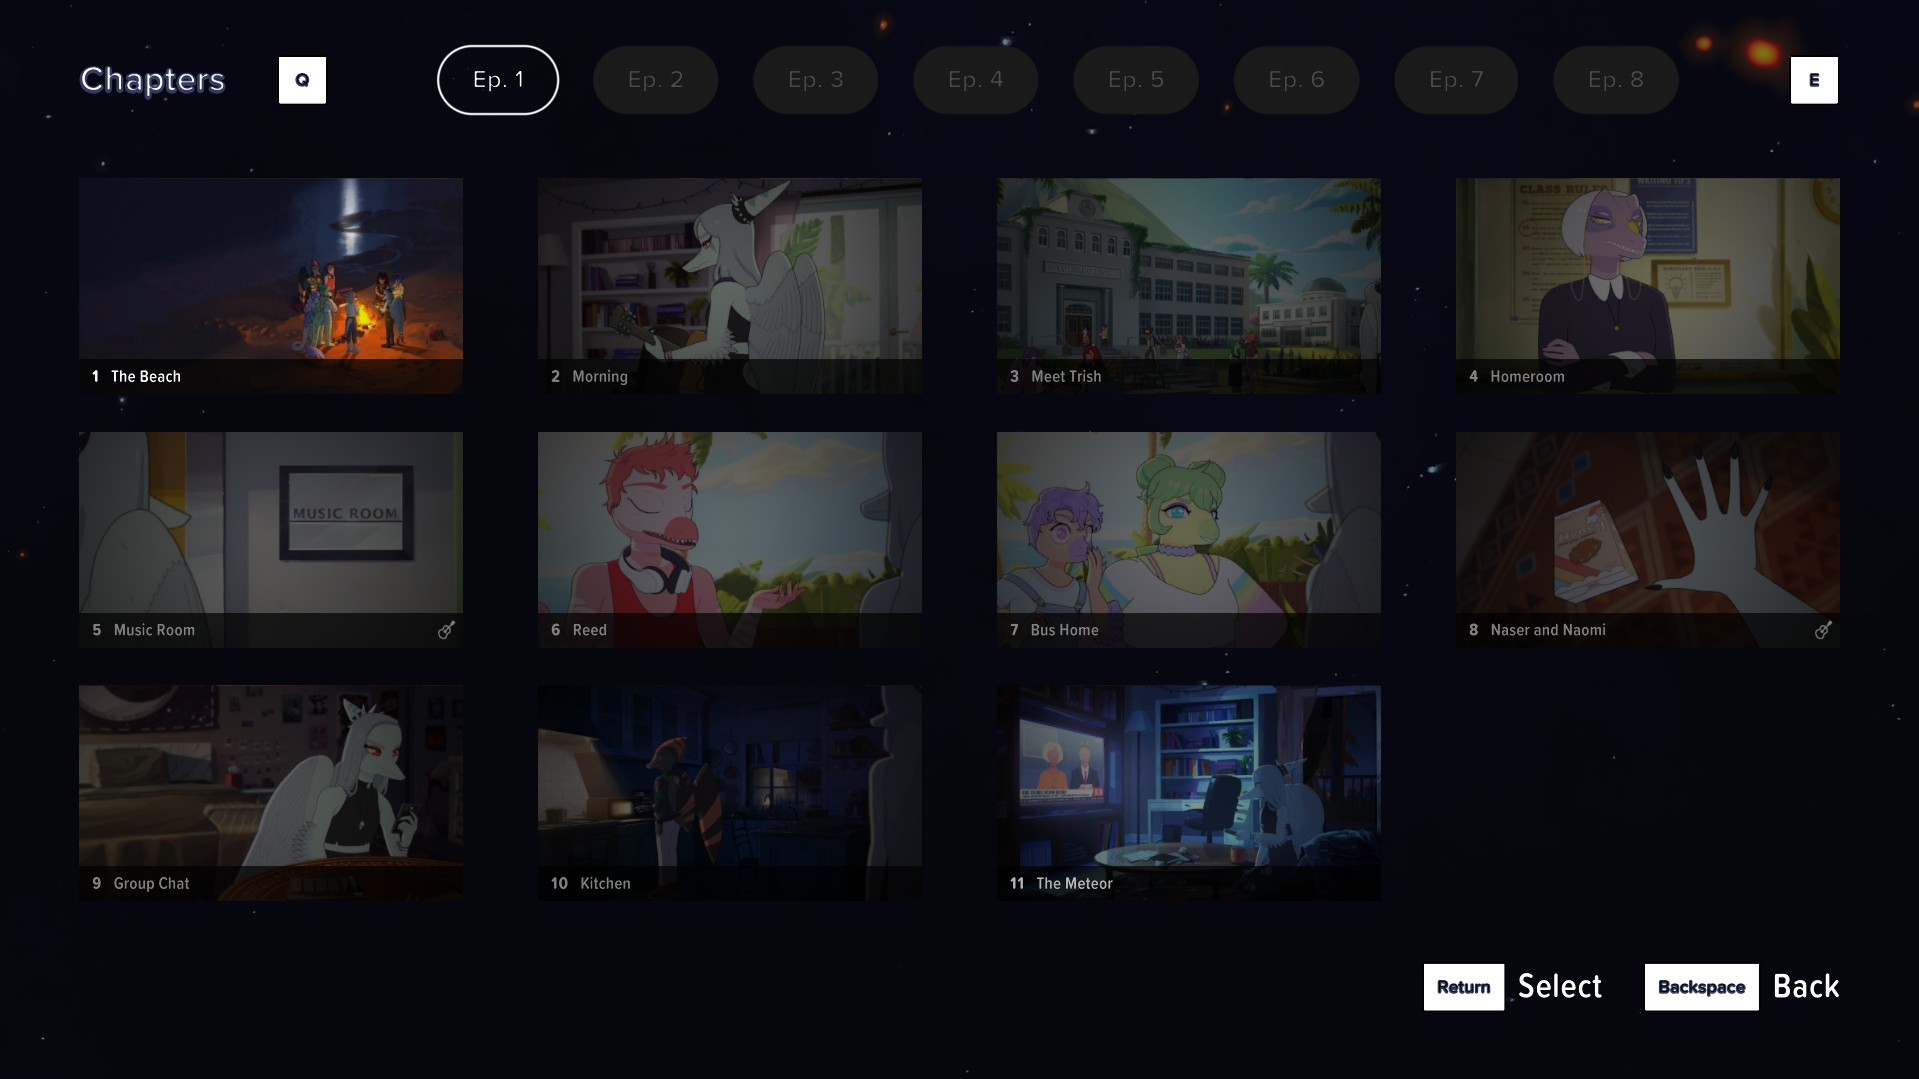 Chapters
Q
Ep. 1
Ep. 2
Ep. 3
Ep. 4
Ep. 5
Ep. 6
Ep. 7
Ep. 8
E
CLASS RULES
WRITING TIPS
1 The Beach
2 Morning
3 Meet Trish
4 Homeroom
MUSIC ROOM
5 Music Room
6 Reed
7 Bus Home
8 Naser and Naomi
9 Group Chat
10 Kitchen
11 The Meteor
Return Select
Backspace Back